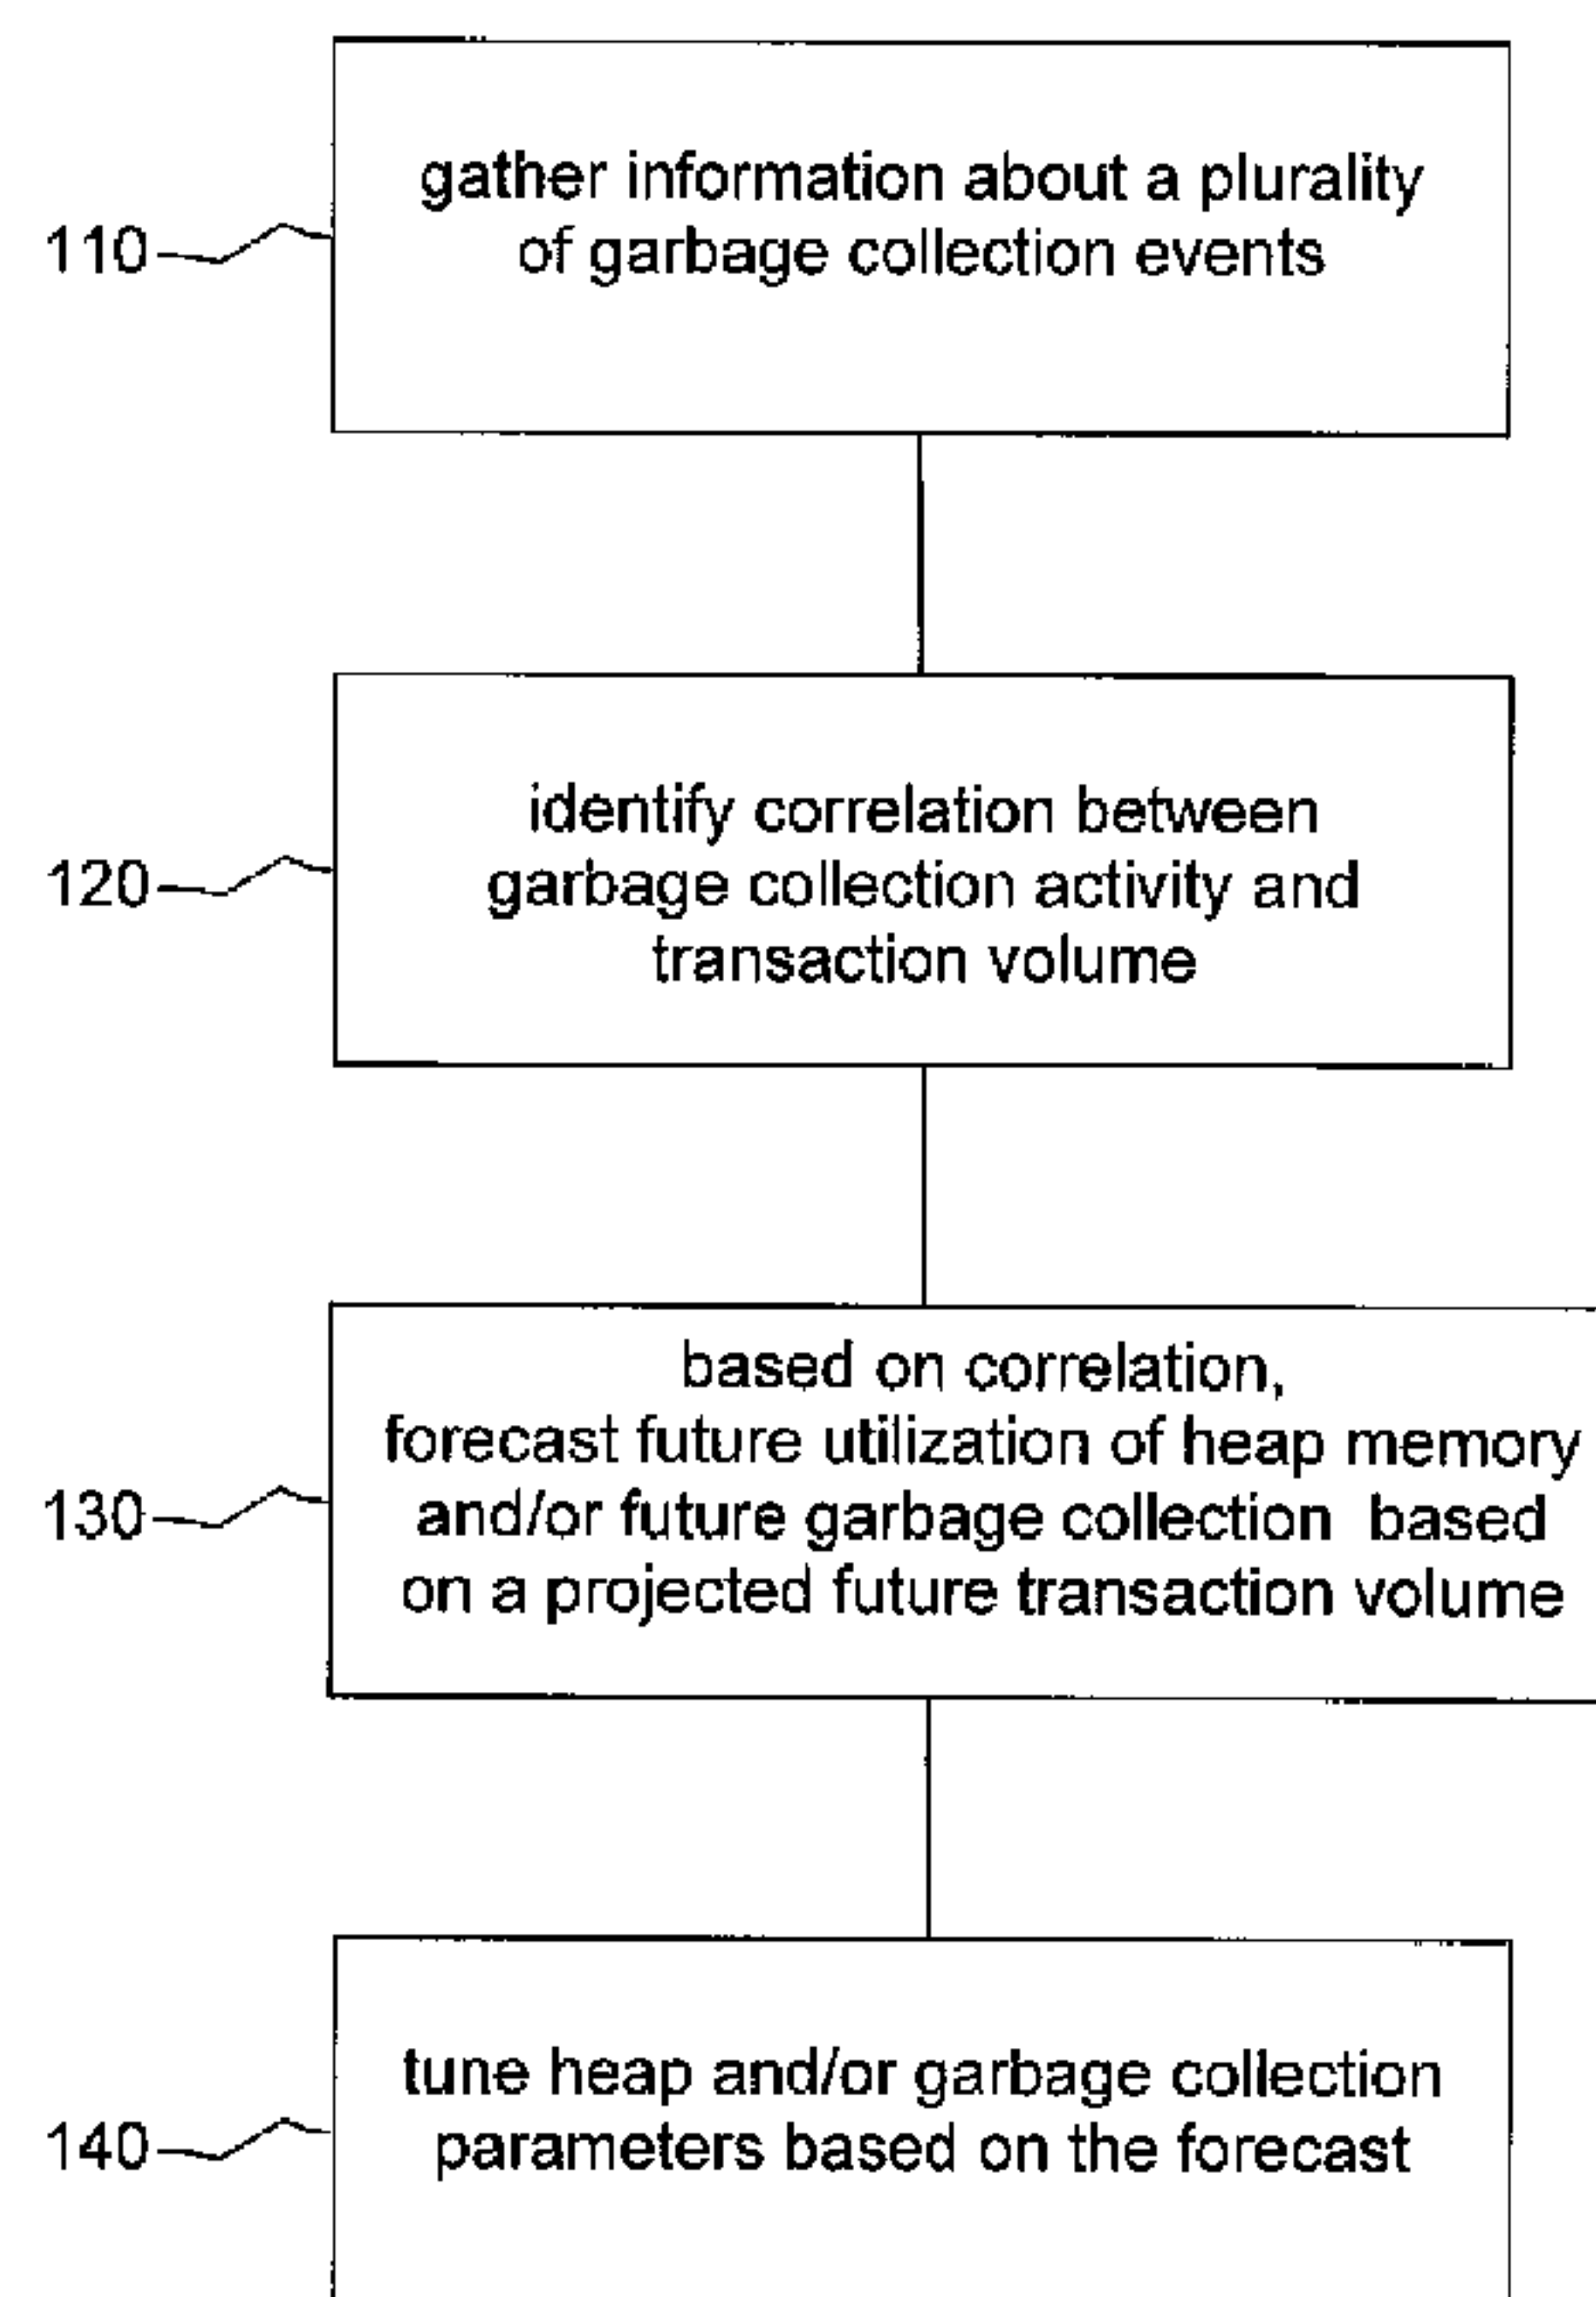 gather information about a plurality
of garbage collection events
110
identify correlation between
garbage collection activity and
transaction volume
120
based on correlation,
forecast future utilization of heap memory
and/or future garbage collection based
on a projected future transaction volume
130
tune heap and/or garbage collection
parameters based on the forecast
140